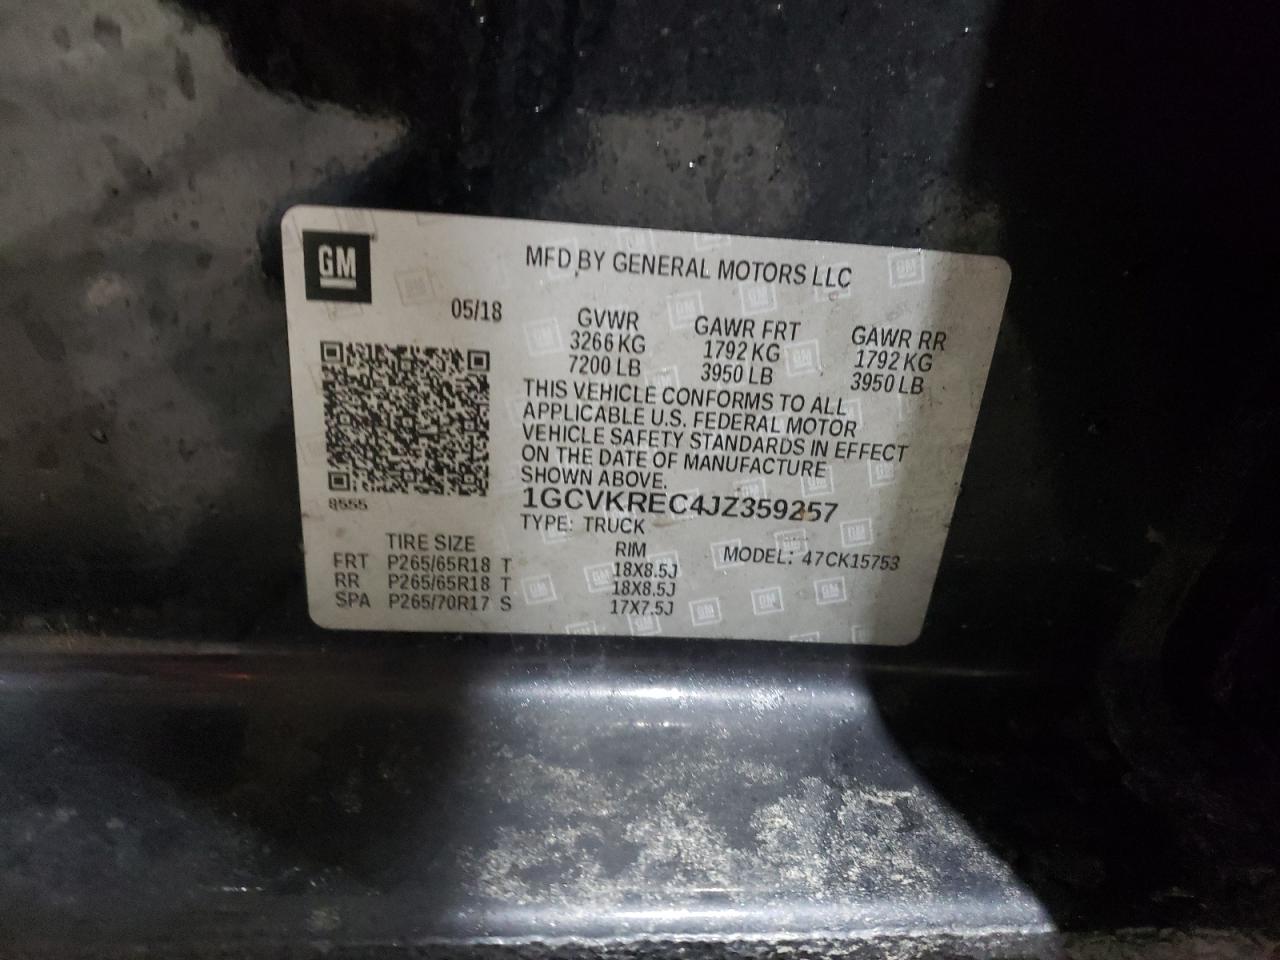 GM
MFD BY GENERAL MOTORS LLC
05/18
GVWR GAWR FRT GAWR RR
3266 KG 1792 KG 1792 KG
7200 LB 3950 LB 3950 LB
THIS VEHICLE CONFORMS TO ALL
APPLICABLE U.S. FEDERAL MOTOR
VEHICLE SAFETY STANDARDS IN EFFECT
ON THE DATE OF MANUFACTURE
SHOWN ABOVE.
1GCVKREC4JZ359257
TYPE: TRUCK
TIRE SIZE RIM MODEL: 47CK15753
FRT P265/65R18 T 18X8.5J
RR P265/65R18 T 18X8.5J
SPA P265/70R17 S 17X7.5J